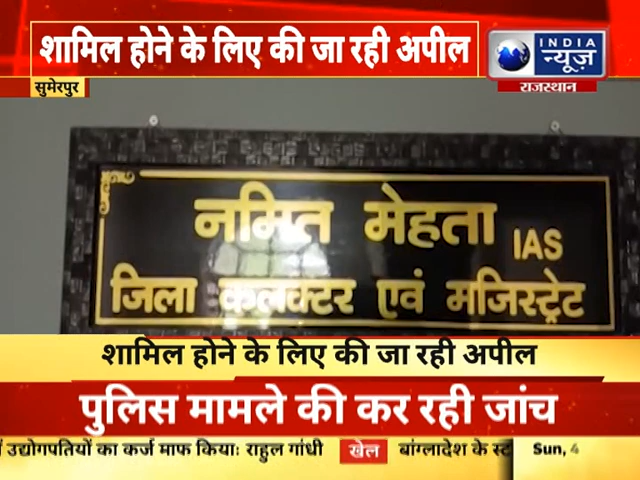 शामिल होने के लिए की जा रही अपील
INDIA
न्यूज़
राजस्थान
सुमेरपुर
नमित मेहता IAS
जिला कलक्टर एवं मजिस्ट्रेट
शामिल होने के लिए की जा रही अपील
पुलिस मामले की कर रही जांच
उद्योगपतियों का कर्ज माफ किया: राहुल गांधी खेल बांग्लादेश के Sun, 4